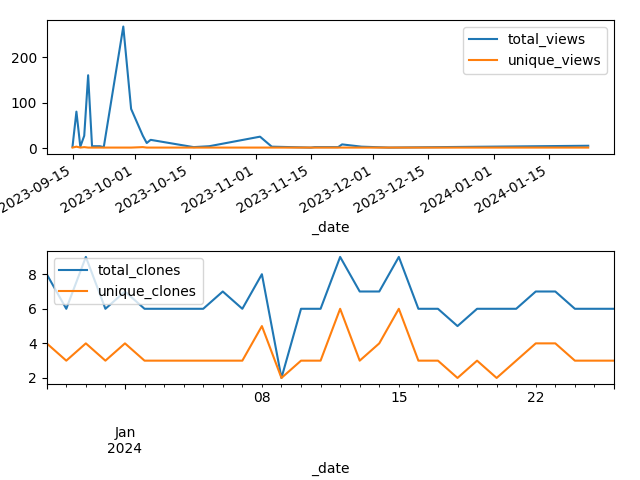 200
100
0
total_views
unique_views
2023-09-15
2023-10-01
2023-10-15
2023-11-01
2023-11-15
2023-12-01
2023-12-15
2024-01-01
2024-01-15
_date
8
6
4
2
total_clones
unique_clones
08
15
22
Jan
2024
_date